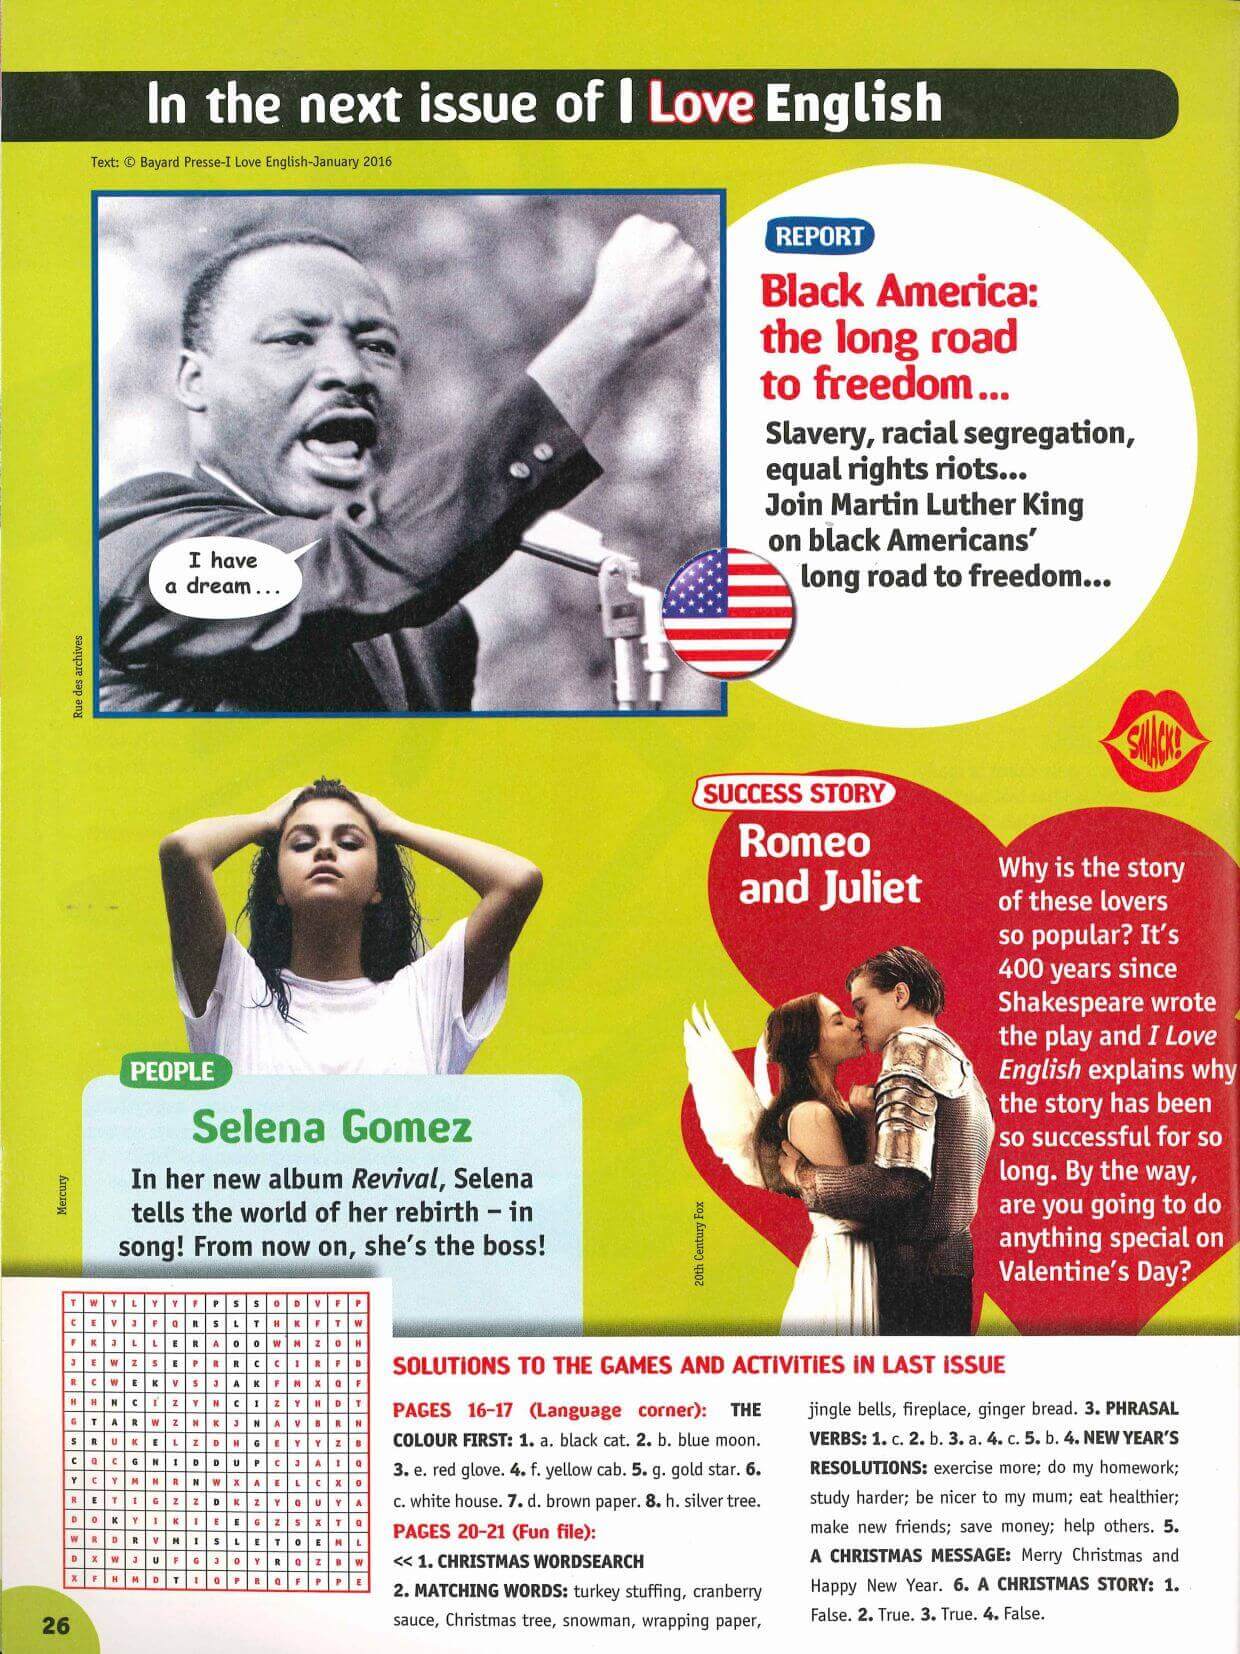 In the next issue of I Love English
Text: © Bayard Presse-I Love English-January 2016
REPORT
Black America:
the long road
to freedom...
Slavery, racial segregation,
equal rights riots...
Join Martin Luther King
on black Americans'
long road to freedom...
I have
a dream...
Rue des archives
SMACK!
SUCCESS STORY
Romeo
and Juliet
Why is the story
of these lovers
so popular? It's
400 years since
Shakespeare wrote
the play and I Love
English explains why
the story has been
so successful for so
long. By the way,
are you going to do
anything special on
Valentine's Day?
20th Century Fox
PEOPLE
Selena Gomez
In her new album Revival, Selena
tells the world of her rebirth – in
song! From now on, she's the boss!
Mercury
T W Y L Y Y F P S S O D V F P
C E V J F Q R S L T H K F T W
F K J L L E R A O O W M Z O H
J E W Z S E P R R C C I R F B
R C W E K V S J A K F M X Q F
H H N C I Z Y N C I Z Y H D T
G T A R W Z N K J N A V B R N
S R U K E L Z D H G E Y Y Z B
C Q C G N I D D U P C J A I Q
Y C Y M N R N W X A E L C X O
R E T I G Z Z D K Z Y Q U Y A
D O K Y I K I E E G Z S X T Q
W R D R V M I S L E T O E M L
D X W J U F G J O Y R Q Z B W
X F H M D T I Q P R Q F P P E
SOLUTIONS TO THE GAMES AND ACTIVITIES IN LAST ISSUE
PAGES 16-17 (Language corner): THE
COLOUR FIRST: 1. a. black cat. 2. b. blue moon.
3. e. red glove. 4. f. yellow cab. 5. g. gold star. 6.
c. white house. 7. d. brown paper. 8. h. silver tree.
PAGES 20-21 (Fun file):
<< 1. CHRISTMAS WORDSEARCH
2. MATCHING WORDS: turkey stuffing, cranberry
sauce, Christmas tree, snowman, wrapping paper,
jingle bells, fireplace, ginger bread. 3. PHRASAL
VERBS: 1. c. 2. b. 3. a. 4. c. 5. b. 4. NEW YEAR'S
RESOLUTIONS: exercise more; do my homework;
study harder; be nicer to my mum; eat healthier;
make new friends; save money; help others. 5.
A CHRISTMAS MESSAGE: Merry Christmas and
Happy New Year. 6. A CHRISTMAS STORY: 1.
False. 2. True. 3. True. 4. False.
26